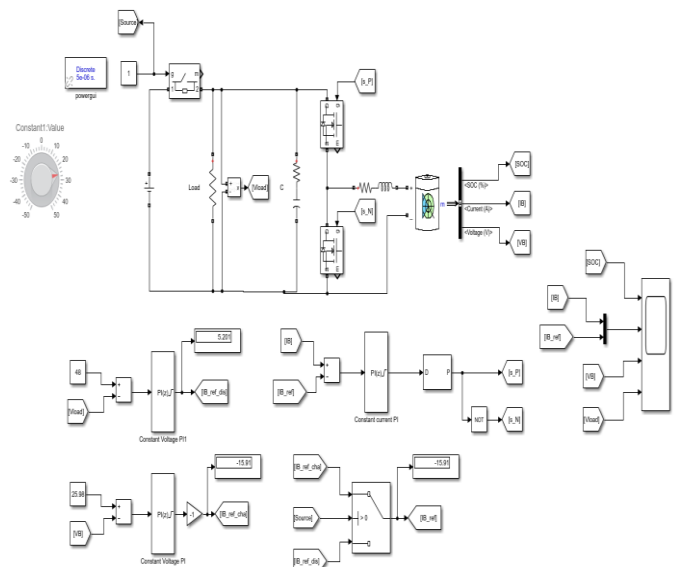 [Source]
Discrete
5e-06 s.
powergui
1
g
m
1
2
Constant1:Value
-50
-40
-30
-20
-10
0
10
20
30
40
50
Load
[Vload]
C
[s_P]
[s_N]
m
<SOC (%)>
<Current (A)>
<Voltage (V)>
[SOC]
[IB]
[VB]
[SOC]
[IB]
[IB_ref]
[VB]
[Vload]
48
[Vload]
PI(z)
Constant Voltage PI1
5.201
[IB_ref_dis]
[IB]
[IB_ref]
PI(z)
Constant current PI
D
P
NOT
[s_P]
[s_N]
25.98
[VB]
PI(z)
Constant Voltage PI
-1
-15.91
[IB_ref_cha]
[IB_ref_cha]
[Source]
[IB_ref_dis]
> 0
-15.91
[IB_ref]